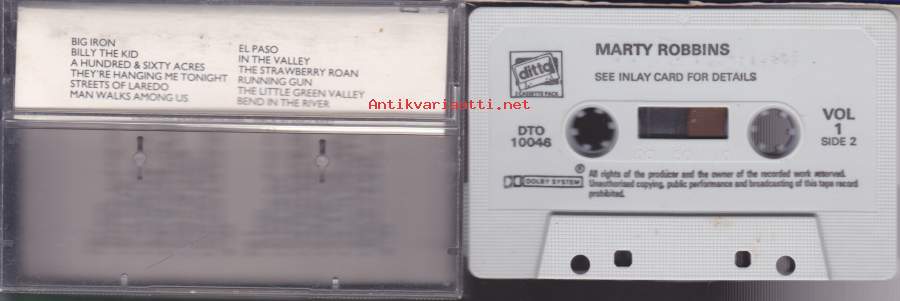 BIG IRON
BILLY THE KID
A HUNDRED & SIXTY ACRES
THEY'RE HANGING ME TONIGHT
STREETS OF LAREDO
MAN WALKS AMONG US
EL PASO
IN THE VALLEY
THE STRAWBERRY ROAN
RUNNING GUN
THE LITTLE GREEN VALLEY
BEND IN THE RIVER
Antikvariaatti.net
ditto
CASSETTE PACK
MARTY ROBBINS
SEE INLAY CARD FOR DETAILS
DTO
10046
VOL
1
SIDE 2
DOLBY SYSTEM ®
All rights of the producer and the owner of the recorded work reserved.
Unauthorised copying, public performance and broadcasting of this tape record
prohibited.